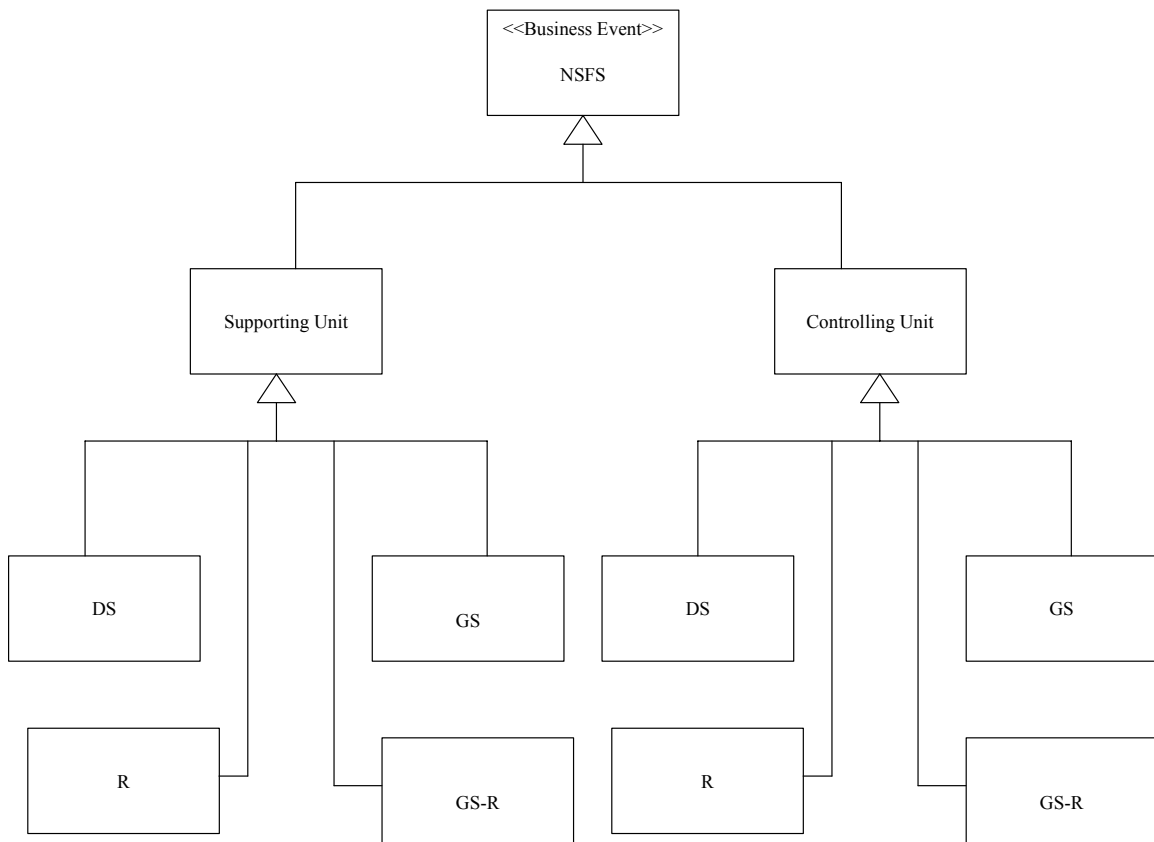 <<Business Event>>
NSFS
Supporting Unit
Controlling Unit
DS
GS
DS
GS
R
GS-R
R
GS-R